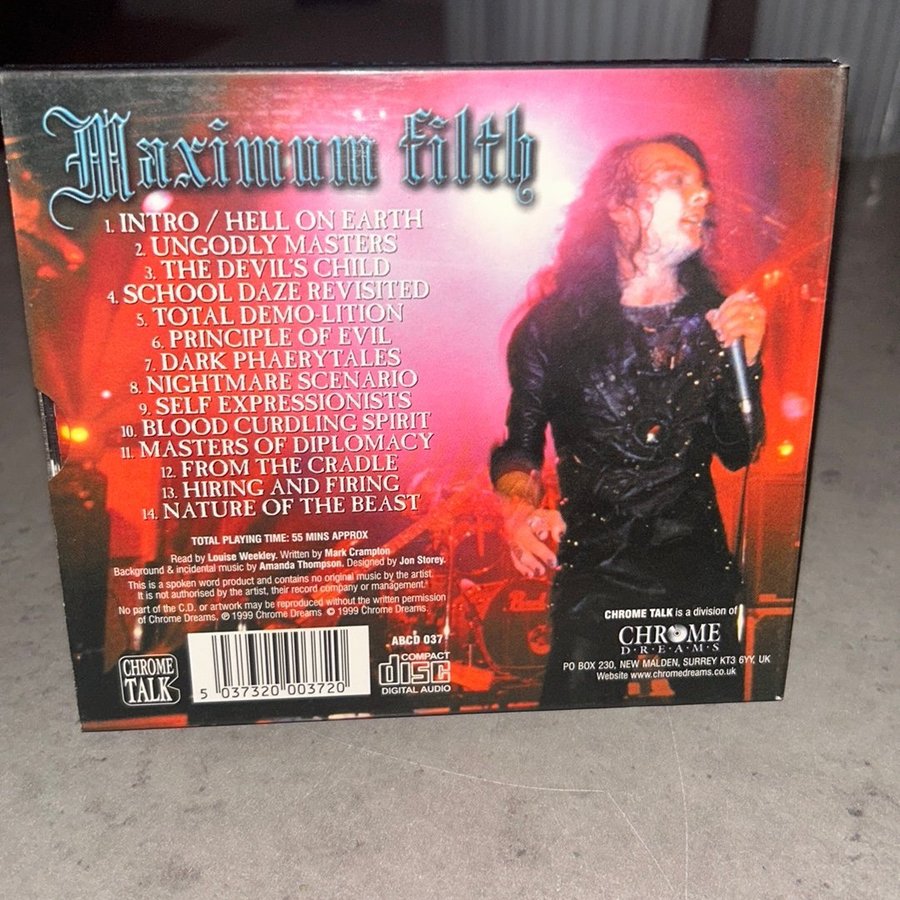 Maximum Filth
1. INTRO / HELL ON EARTH
2. UNGODLY MASTERS
3. THE DEVIL'S CHILD
4. SCHOOL DAZE REVISITED
5. TOTAL DEMO-LITION
6. PRINCIPLE OF EVIL
7. DARK PHAERYTALES
8. NIGHTMARE SCENARIO
9. SELF EXPRESSIONISTS
10. BLOOD CURDLING SPIRIT
11. MASTERS OF DIPLOMACY
12. FROM THE CRADLE
13. HIRING AND FIRING
14. NATURE OF THE BEAST
TOTAL PLAYING TIME: 55 MINS APPROX
Read by Louise Weekley. Written by Mark Crampton
Background & incidental music by Amanda Thompson. Designed by Jon Storey.
This is a spoken word product and contains no original music by the artist.
It is not authorised by the artist, their record company or management.
No part of the C.D. or artwork may be reproduced without the written permission
of Chrome Dreams. ℗ 1999 Chrome Dreams © 1999 Chrome Dreams.
CHROME
TALK
5 037320 003720
ABCD 037
COMPACT
disc
DIGITAL AUDIO
CHROME TALK is a division of
CHROME
D·R·E·A·M·S
PO BOX 230, NEW MALDEN, SURREY KT3 6YY, UK
Website www.chromedreams.co.uk